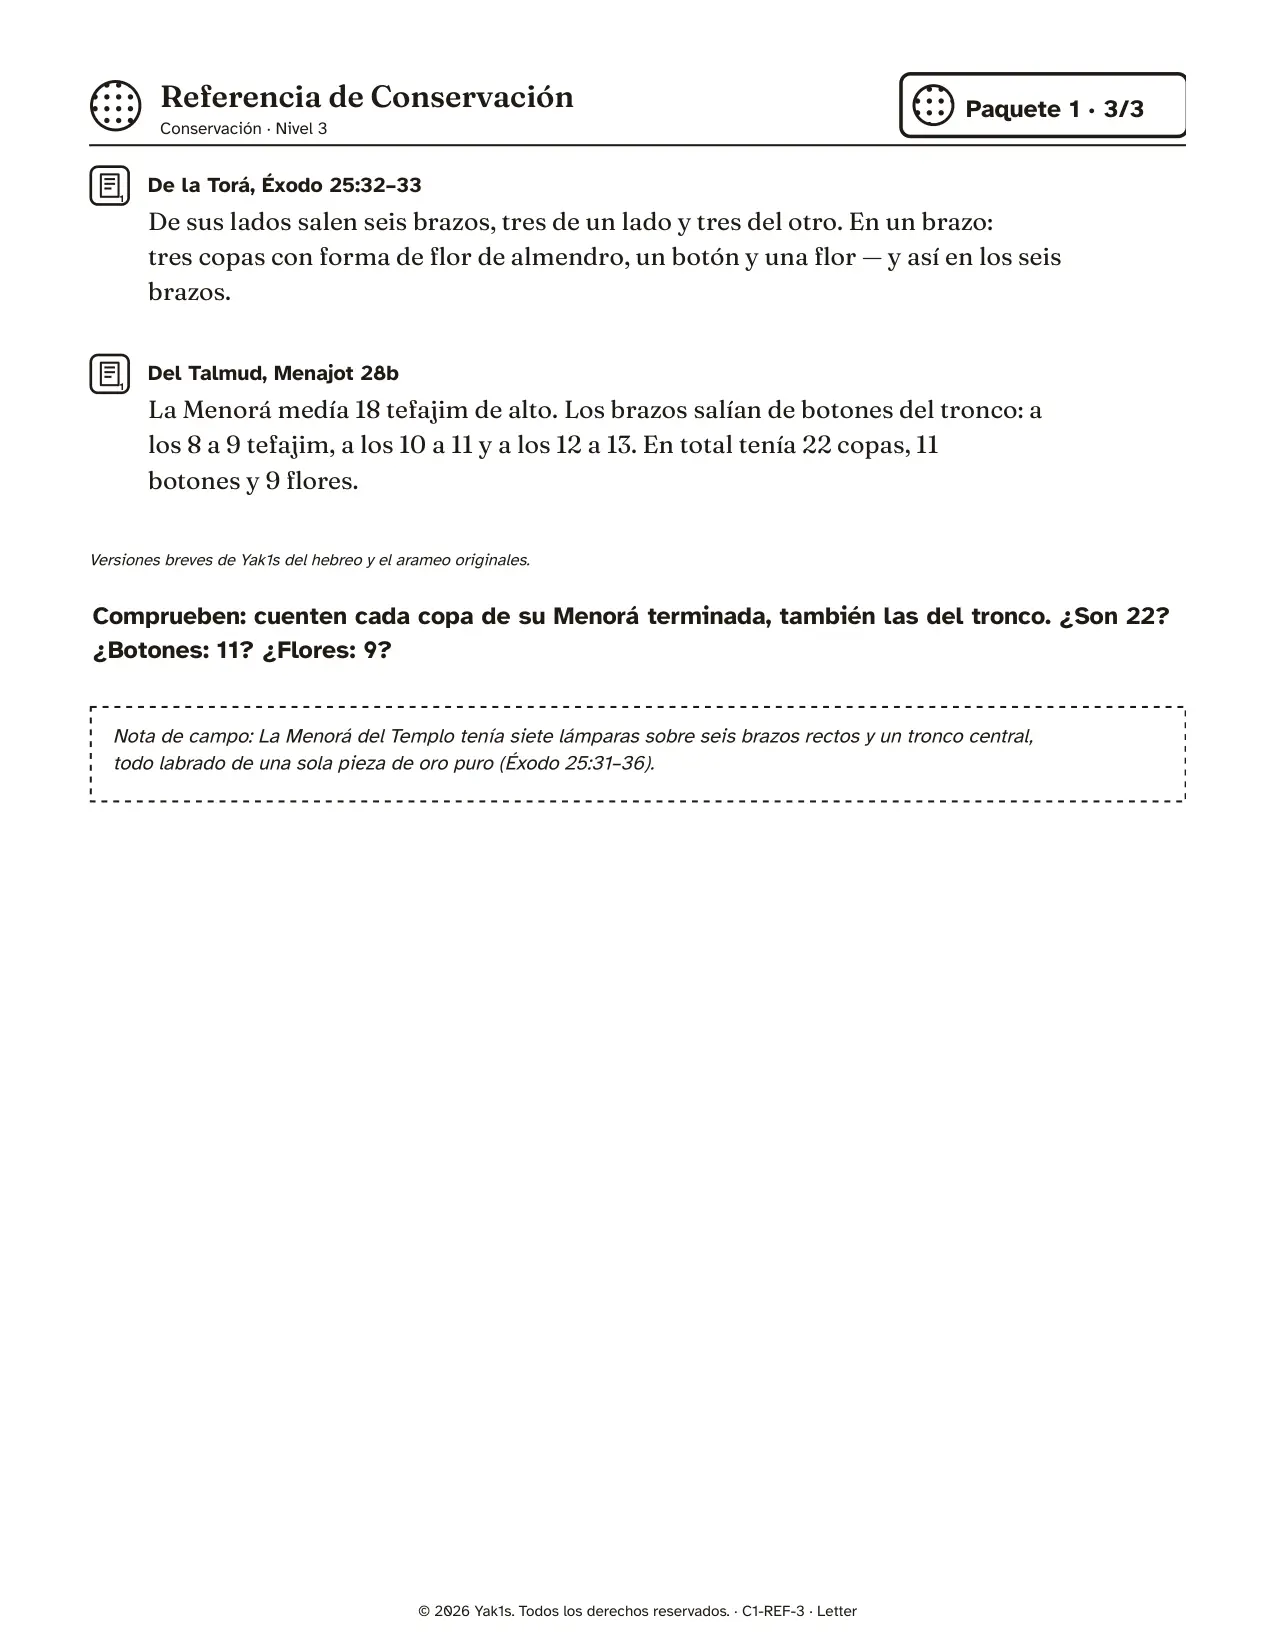 Referencia de Conservación
Conservación · Nivel 3
Paquete 1 · 3/3
1
De la Torá, Éxodo 25:32–33
De sus lados salen seis brazos, tres de un lado y tres del otro. En un brazo:
tres copas con forma de flor de almendro, un botón y una flor — y así en los seis
brazos.
1
Del Talmud, Menajot 28b
La Menorá medía 18 tefajim de alto. Los brazos salían de botones del tronco: a
los 8 a 9 tefajim, a los 10 a 11 y a los 12 a 13. En total tenía 22 copas, 11
botones y 9 flores.
Versiones breves de Yak1s del hebreo y el arameo originales.
Comprueben: cuenten cada copa de su Menorá terminada, también las del tronco. ¿Son 22?
¿Botones: 11? ¿Flores: 9?
Nota de campo: La Menorá del Templo tenía siete lámparas sobre seis brazos rectos y un tronco central,
todo labrado de una sola pieza de oro puro (Éxodo 25:31–36).
© 2026 Yak1s. Todos los derechos reservados. · C1-REF-3 · Letter